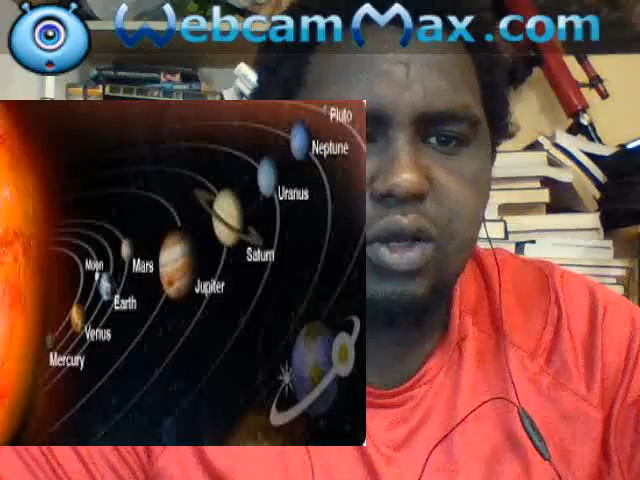 WebcamMax.com
Pluto
Neptune
Uranus
Saturn
Mars
Moon
Jupiter
Earth
Venus
Mercury